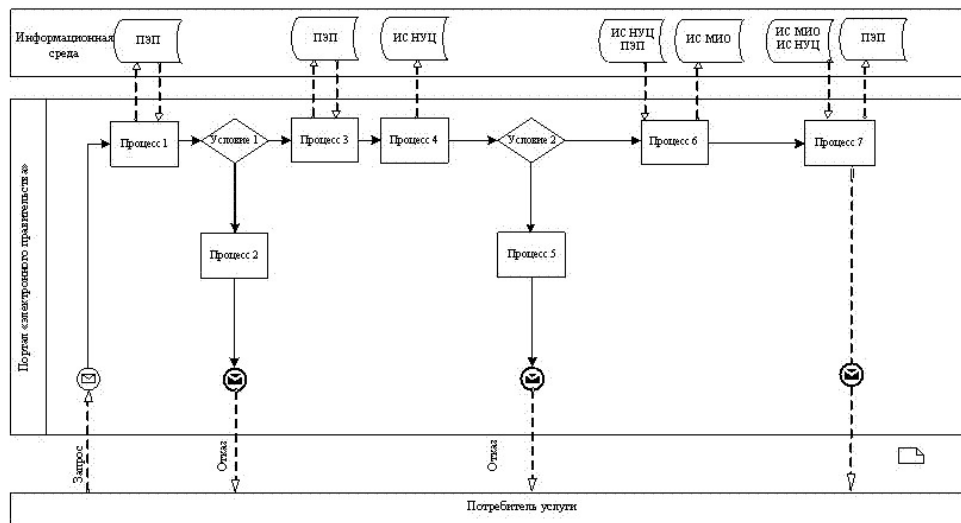 Информационная
среда
ПЭП
ПЭП
ИС НУЦ
ИС НУЦ
ПЭП
ИС МИО
ИС МИО
ИС НУЦ
ПЭП
Портал «электронного правительства»
Процесс 1
Условие 1
Процесс 3
Процесс 4
Условие 2
Процесс 6
Процесс 7
Процесс 2
Процесс 5
Запрос
Отказ
Отказ
Потребитель услуги